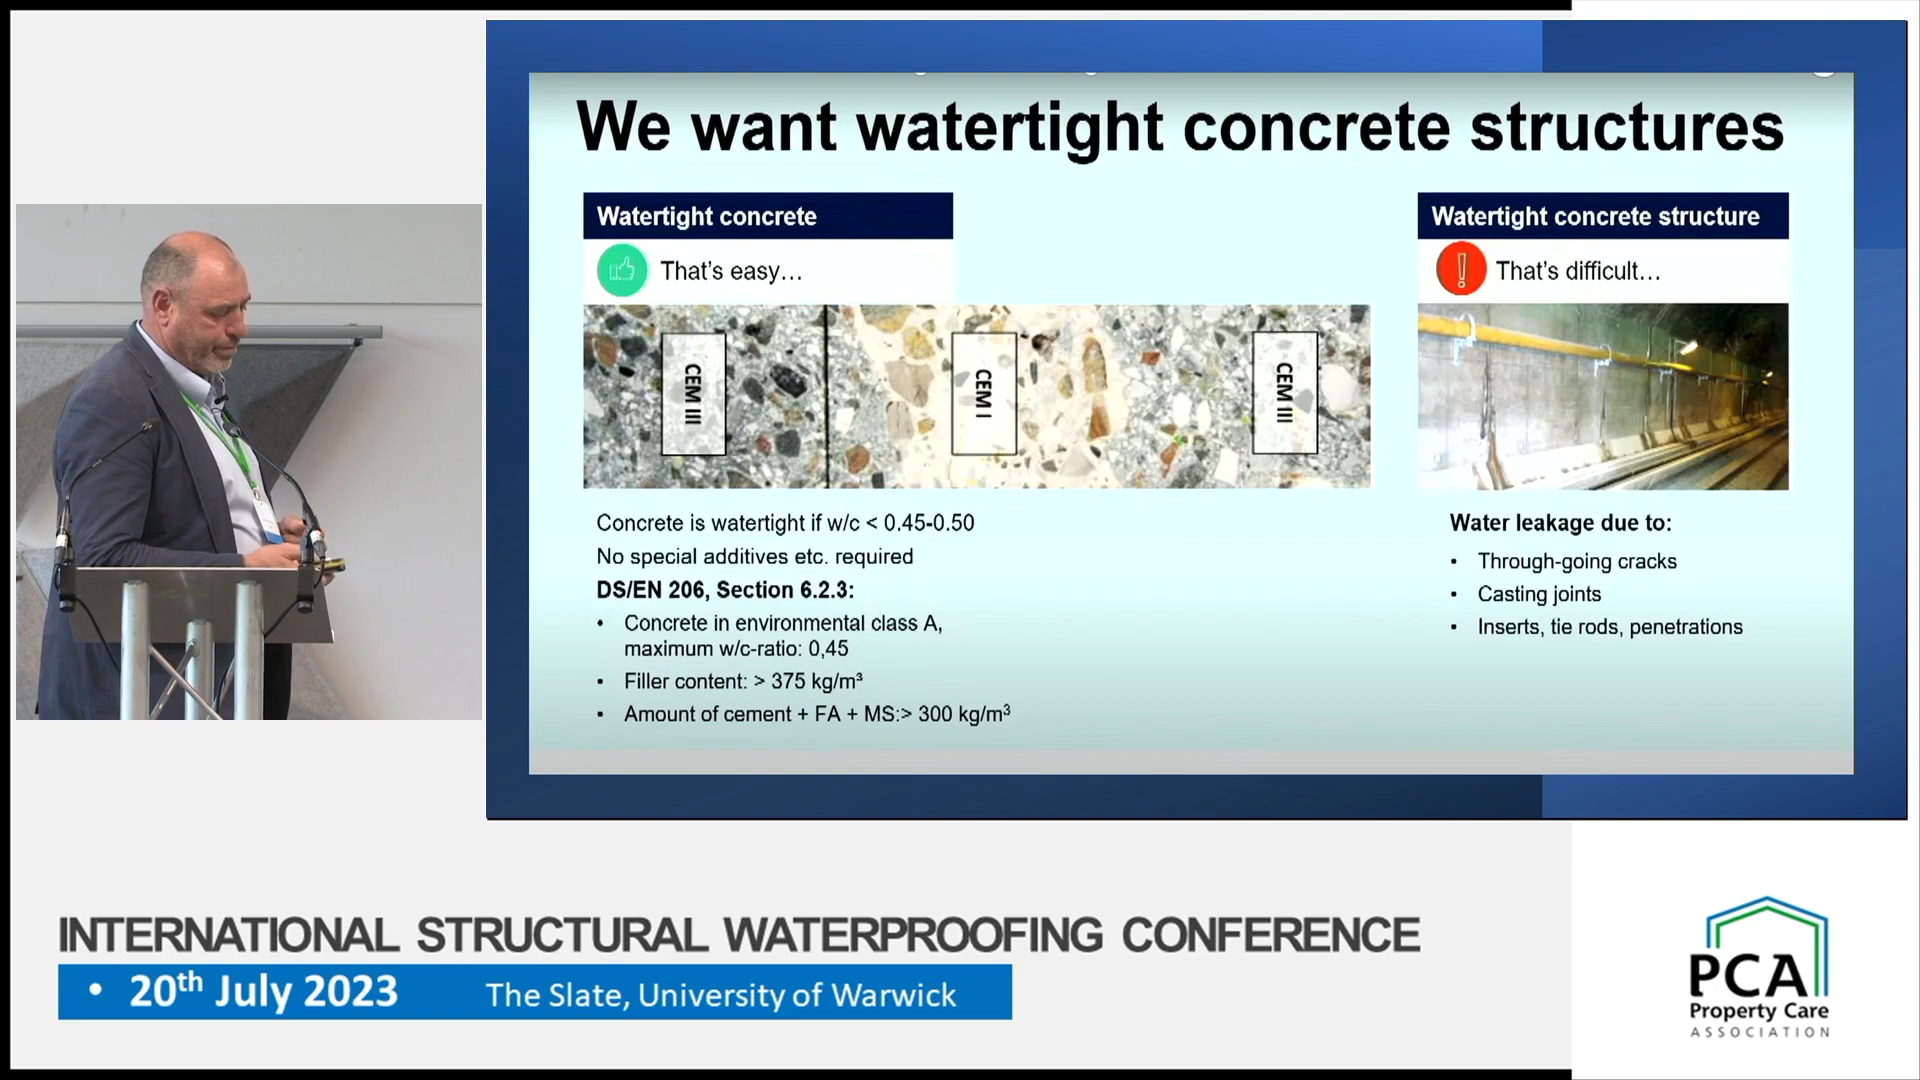 We want watertight concrete structures
Watertight concrete
That's easy...
CEM III
CEM I
CEM III
Concrete is watertight if w/c < 0.45-0.50
No special additives etc. required
DS/EN 206, Section 6.2.3:
• Concrete in environmental class A,
maximum w/c-ratio: 0,45
• Filler content: > 375 kg/m³
• Amount of cement + FA + MS:> 300 kg/m³
Watertight concrete structure
!
That's difficult...
Water leakage due to:
• Through-going cracks
• Casting joints
• Inserts, tie rods, penetrations
INTERNATIONAL STRUCTURAL WATERPROOFING CONFERENCE
• 20th July 2023 The Slate, University of Warwick
PCA
Property Care
ASSOCIATION